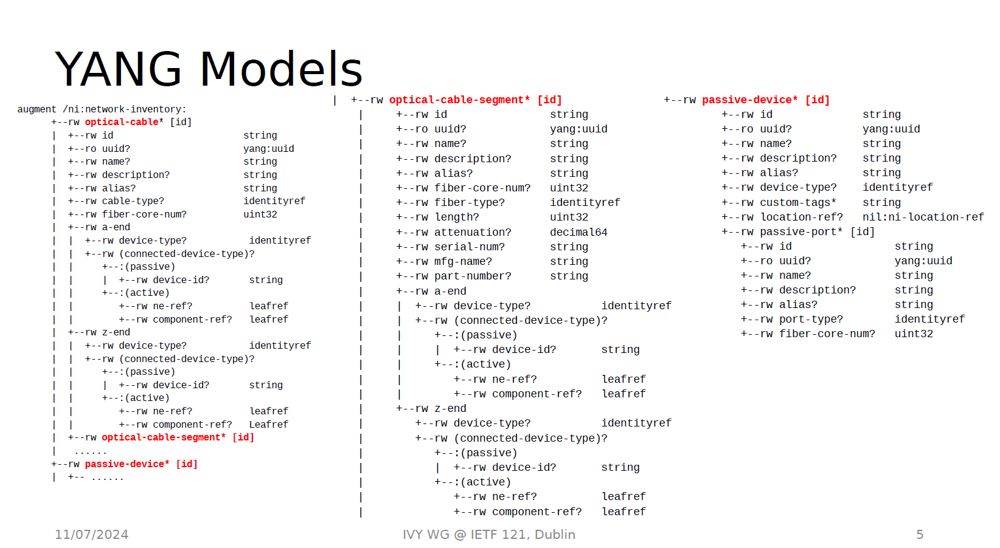 YANG Models
augment /ni:network-inventory:
      +--rw optical-cable* [id]
      |  +--rw id                       string
      |  +--ro uuid?                    yang:uuid
      |  +--rw name?                    string
      |  +--rw description?             string
      |  +--rw alias?                   string
      |  +--rw cable-type?              identityref
      |  +--rw fiber-core-num?          uint32
      |  +--rw a-end
      |  |  +--rw device-type?           identityref
      |  |  +--rw (connected-device-type)?
      |  |     +--:(passive)
      |  |     |  +--rw device-id?       string
      |  |     +--:(active)
      |  |        +--rw ne-ref?          leafref
      |  |        +--rw component-ref?   leafref
      |  +--rw z-end
      |  |  +--rw device-type?           identityref
      |  |  +--rw (connected-device-type)?
      |  |     +--:(passive)
      |  |     |  +--rw device-id?       string
      |  |     +--:(active)
      |  |        +--rw ne-ref?          leafref
      |  |        +--rw component-ref?   Leafref
      |  +--rw optical-cable-segment* [id]
      |   ......
      +--rw passive-device* [id]
      |  +-- ......
|  +--rw optical-cable-segment* [id]
    |     +--rw id                  string
    |     +--ro uuid?               yang:uuid
    |     +--rw name?               string
    |     +--rw description?        string
    |     +--rw alias?              string
    |     +--rw fiber-core-num?     uint32
    |     +--rw fiber-type?         identityref
    |     +--rw length?             uint32
    |     +--rw attenuation?        decimal64
    |     +--rw serial-num?         string
    |     +--rw mfg-name?           string
    |     +--rw part-number?        string
    |     +--rw a-end
    |     |  +--rw device-type?           identityref
    |     |  +--rw (connected-device-type)?
    |     |     +--:(passive)
    |     |     |  +--rw device-id?       string
    |     |     +--:(active)
    |     |        +--rw ne-ref?          leafref
    |     |        +--rw component-ref?   leafref
    |     +--rw z-end
    |        +--rw device-type?           identityref
    |        +--rw (connected-device-type)?
    |           +--:(passive)
    |           |  +--rw device-id?       string
    |           +--:(active)
    |              +--rw ne-ref?          leafref
    |              +--rw component-ref?   leafref
+--rw passive-device* [id]
         +--rw id              string
         +--ro uuid?           yang:uuid
         +--rw name?           string
         +--rw description?    string
         +--rw alias?          string
         +--rw device-type?    identityref
         +--rw custom-tags*    string
         +--rw location-ref?   nil:ni-location-ref
         +--rw passive-port* [id]
            +--rw id                string
            +--ro uuid?             yang:uuid
            +--rw name?             string
            +--rw description?      string
            +--rw alias?            string
            +--rw port-type?        identityref
            +--rw fiber-core-num?   uint32
11/07/2024
IVY WG @ IETF 121, Dublin
5